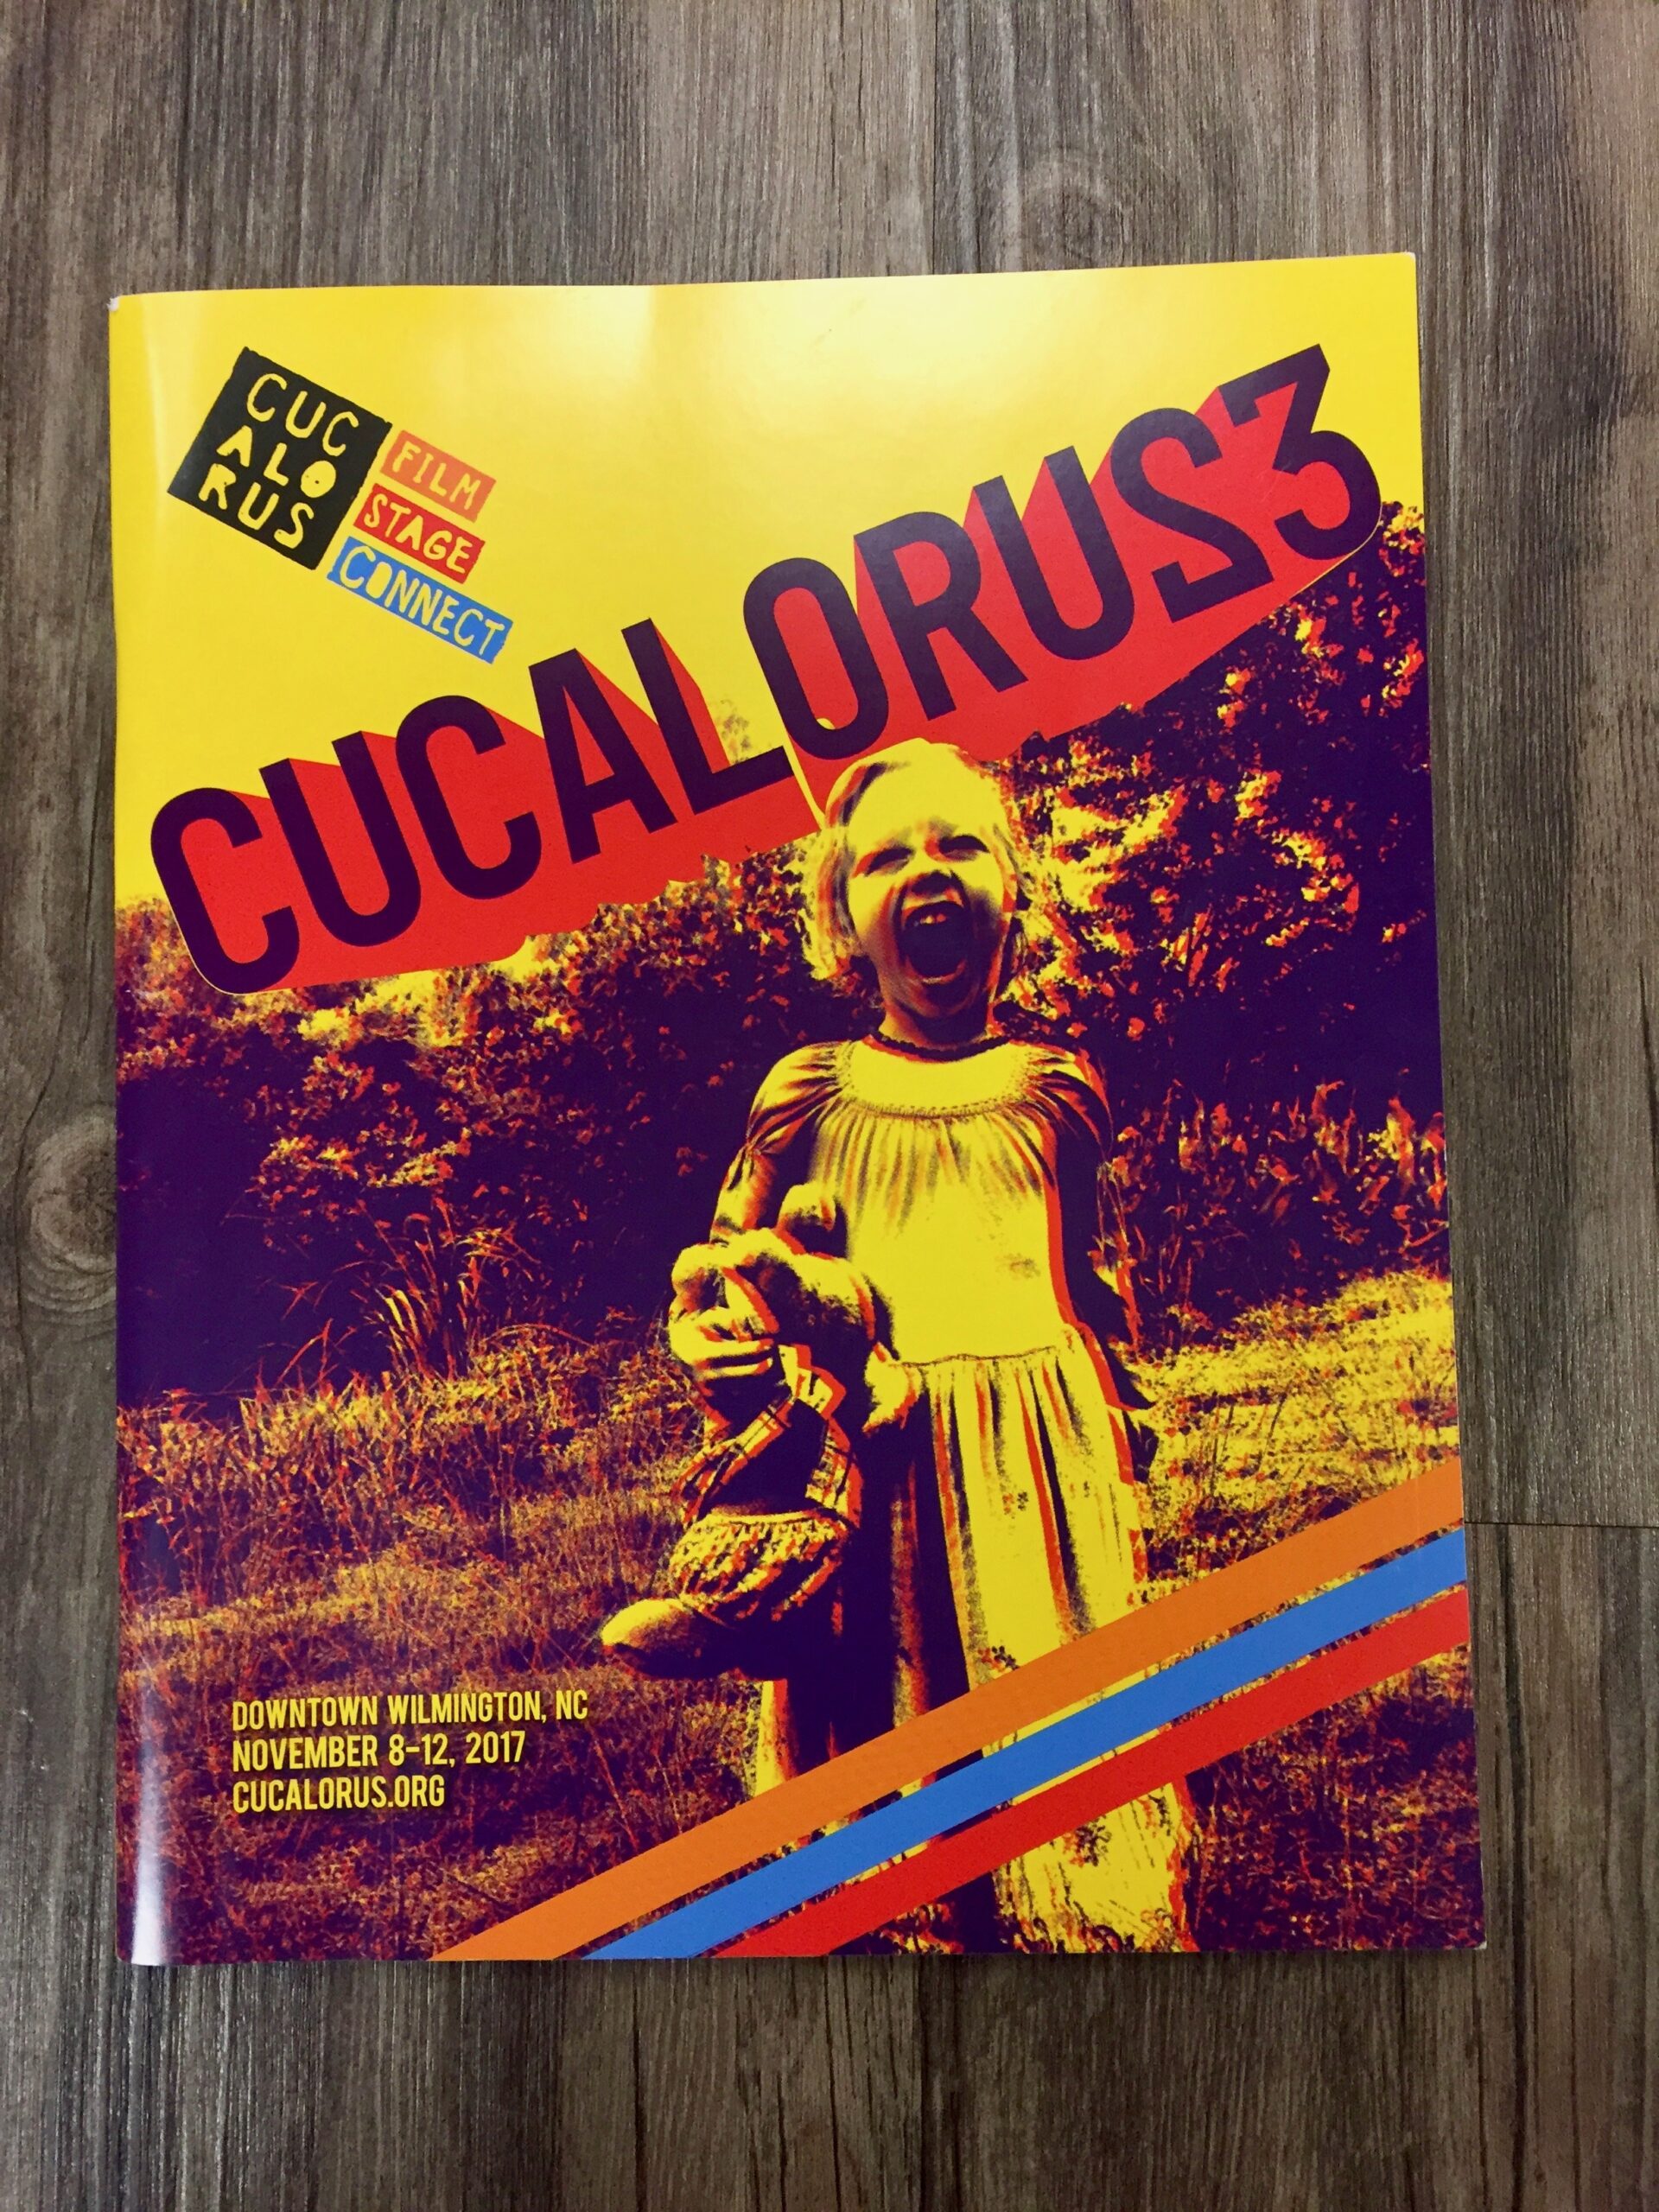 CUC
ALO
RUS
FILM
STAGE
CONNECT
CUCALORUS3
DOWNTOWN WILMINGTON, NC
NOVEMBER 8-12, 2017
CUCALORUS.ORG